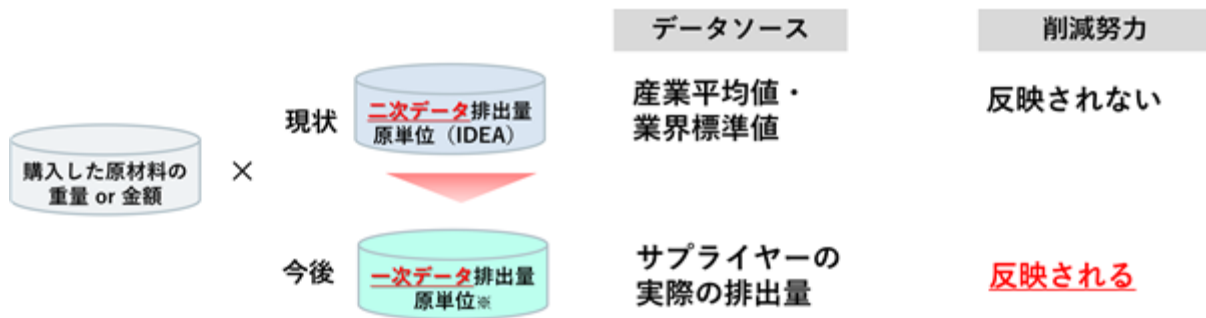 データソース
削減努力
現状
二次データ排出量
原単位（IDEA）
産業平均値・
業界標準値
反映されない
購入した原材料の
重量 or 金額
×
今後
一次データ排出量
原単位※
サプライヤーの
実際の排出量
反映される